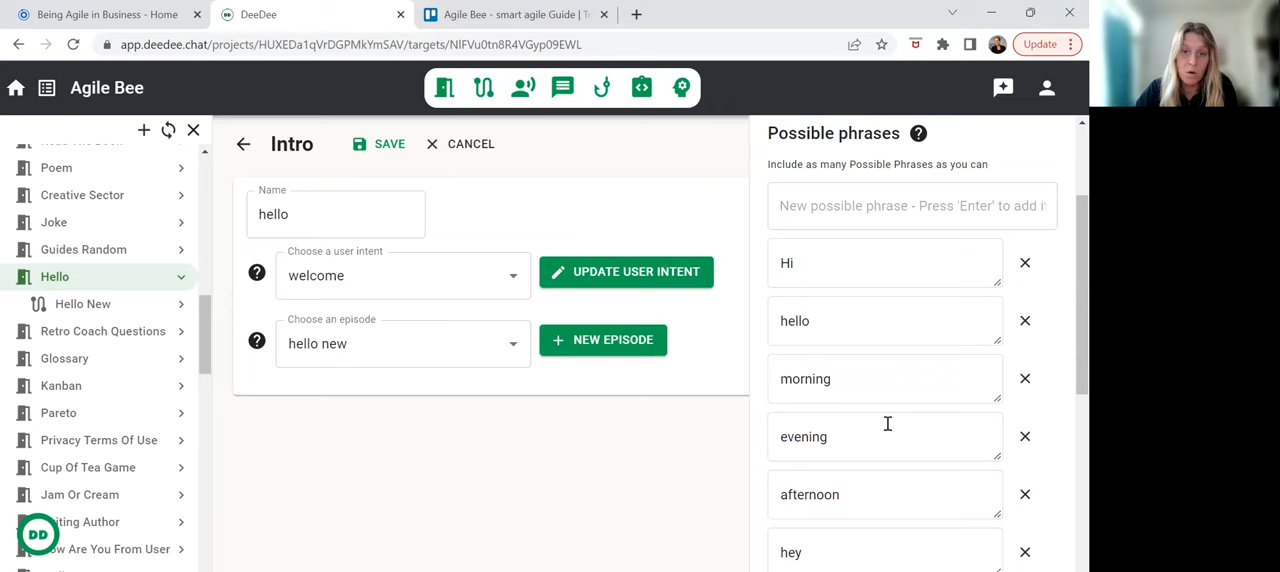 Being Agile in Business - Home
DeeDee
Agile Bee - smart agile Guide | T
app.deedee.chat/projects/HUXEDa1qVrDGPMkYmSAV/targets/NlFVu0tn8R4VGyp09EWL
Update
Agile Bee
Poem
Creative Sector
Joke
Guides Random
Hello
Hello New
Retro Coach Questions
Glossary
Kanban
Pareto
Privacy Terms Of Use
Cup Of Tea Game
Jam Or Cream
iting Author
ow Are You From User
DD
Intro
SAVE
CANCEL
Name
hello
Choose a user intent
welcome
UPDATE USER INTENT
Choose an episode
hello new
NEW EPISODE
Possible phrases
Include as many Possible Phrases as you can
New possible phrase - Press 'Enter' to add it
Hi
hello
morning
evening
afternoon
hey